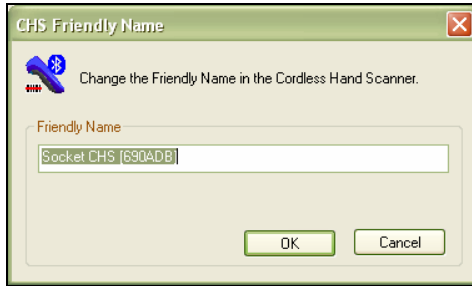 CHS Friendly Name
Change the Friendly Name in the Cordless Hand Scanner.
Friendly Name
Socket CHS [690ADB]
OK
Cancel